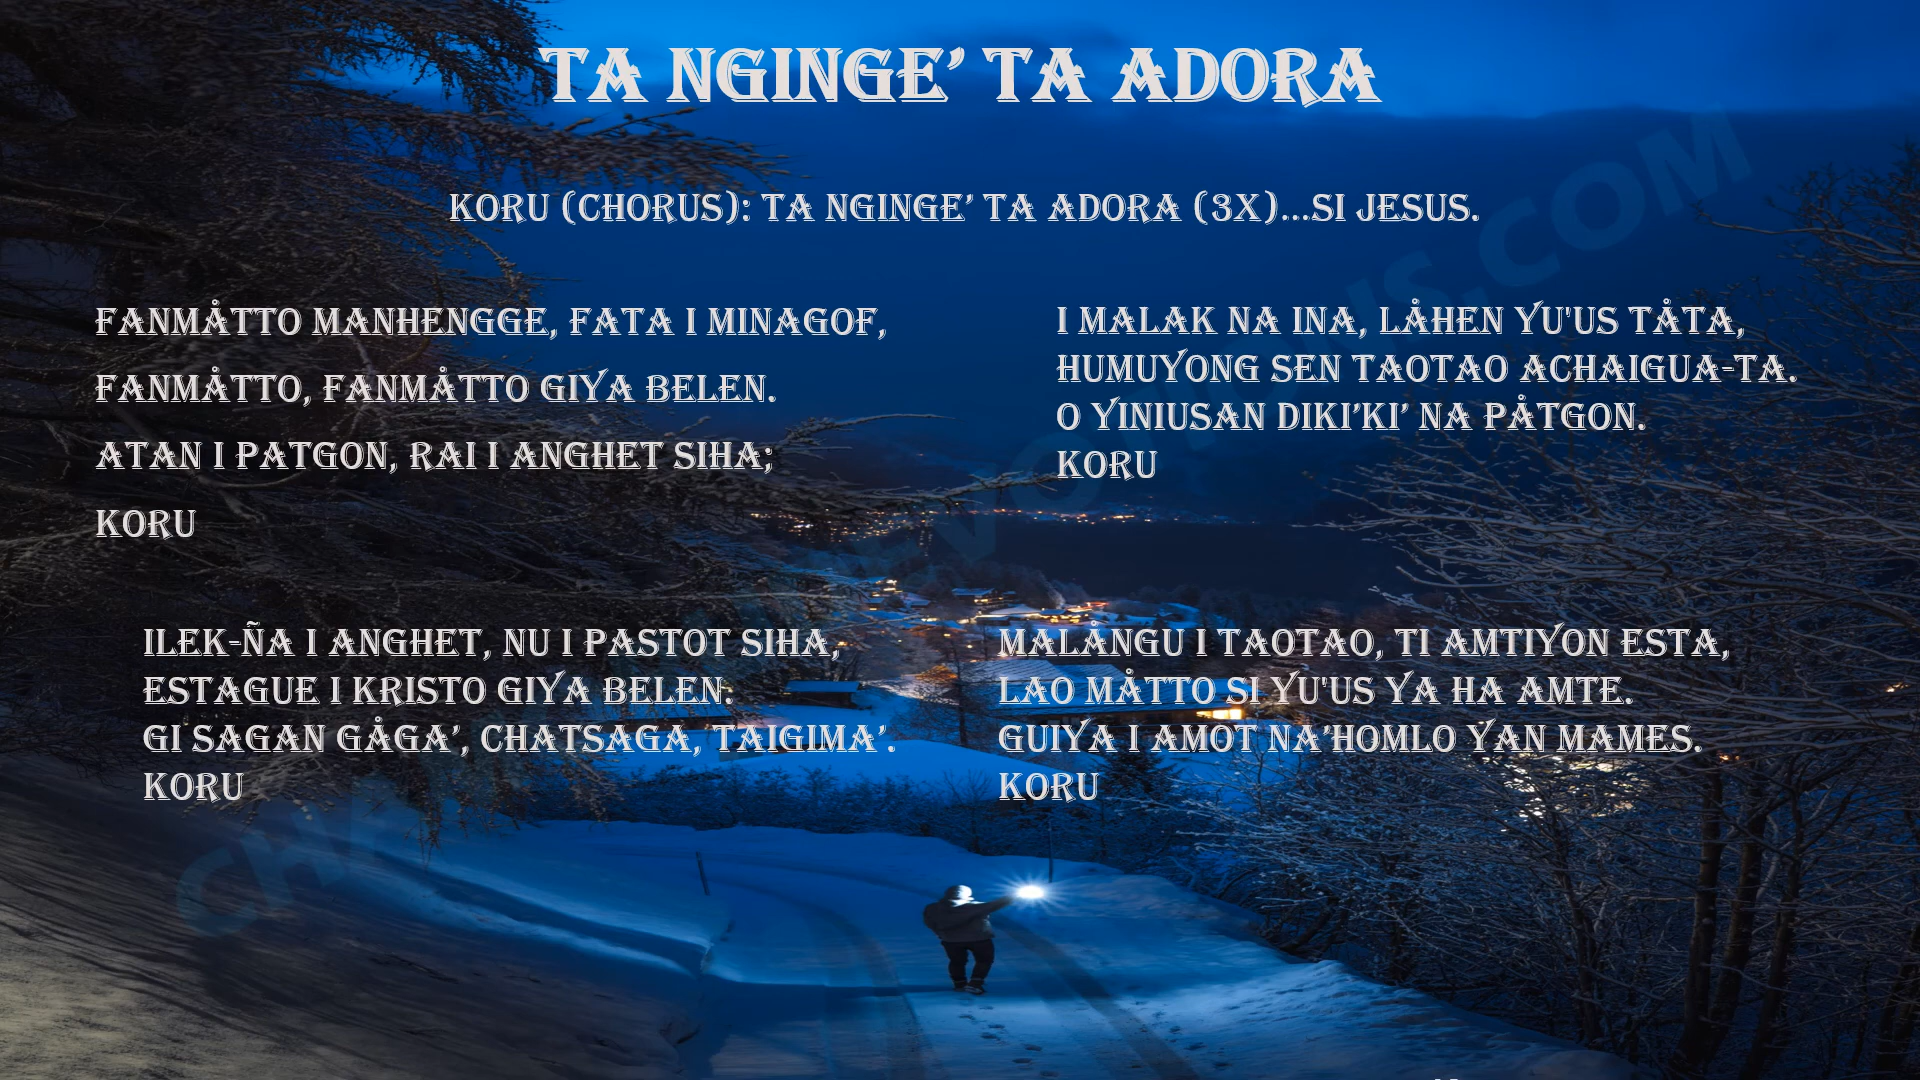 TA NGINGE’ TA ADORA
KORU (CHORUS): TA NGINGE’ TA ADORA (3X)...SI JESUS.
FANMÅTTO MANHENGGE, FATA I MINAGOF,
FANMÅTTO, FANMÅTTO GIYA BELEN.
ATAN I PATGON, RAI I ANGHET SIHA;
KORU
I MALAK NA INA, LÅHEN YU'US TÅTA,
HUMUYONG SEN TAOTAO ACHAIGUA-TA.
O YINIUSAN DIKI’KI’ NA PÅTGON.
KORU
ILEK-ÑA I ANGHET, NU I PASTOT SIHA,
ESTAGUE I KRISTO GIYA BELEN.
GI SAGAN GÅGA’, CHATSAGA, TAIGIMA’.
KORU
MALÅNGU I TAOTAO, TI AMTIYON ESTA,
LAO MÅTTO SI YU'US YA HA AMTE.
GUIYA I AMOT NA’HOMLO YAN MAMES.
KORU